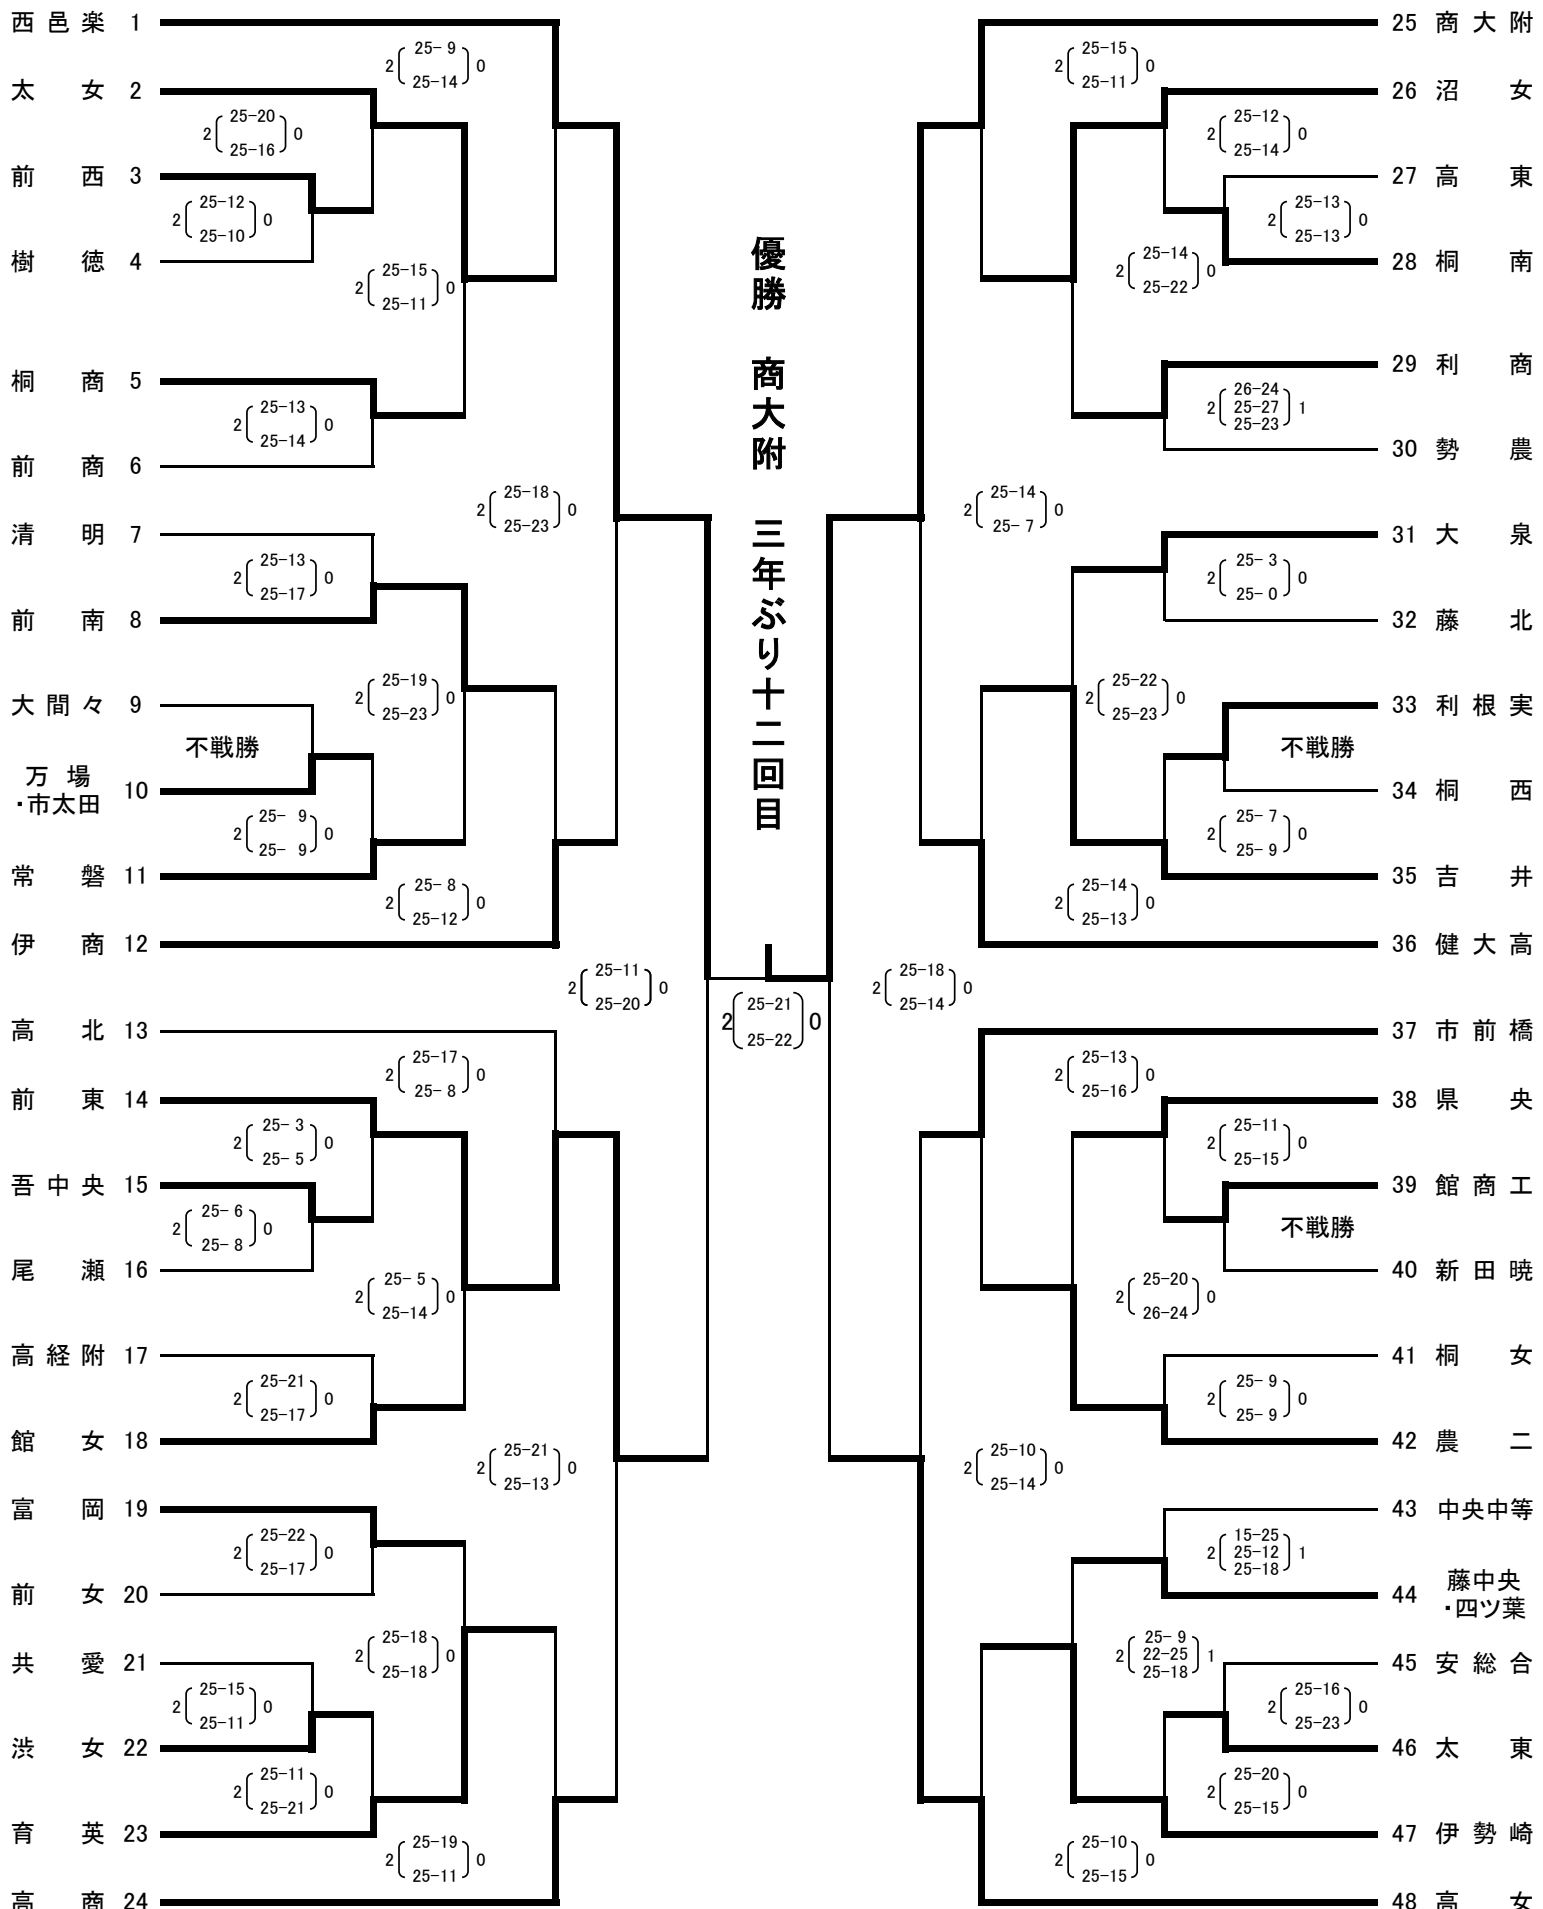 西邑楽 1
2 25- 9 0
25-14
太女 2
2 25-20 0
25-16
前西 3
2 25-12 0
25-10
樹徳 4
2 25-15 0
25-11
桐商 5
2 25-13 0
25-14
前商 6
2 25-18 0
25-23
清明 7
2 25-13 0
25-17
前南 8
2 25-19 0
25-23
大間々 9
不戦勝
万場
・市太田 10
2 25- 9 0
25- 9
常磐 11
2 25- 8 0
25-12
伊商 12
2 25-11 0
25-20
高北 13
2 25-17 0
25- 8
前東 14
2 25- 3 0
25- 5
吾中央 15
2 25- 6 0
25- 8
尾瀬 16
2 25- 5 0
25-14
高経附 17
2 25-21 0
25-17
館女 18
2 25-21 0
25-13
富岡 19
2 25-22 0
25-17
前女 20
2 25-18 0
25-18
共愛 21
2 25-15 0
25-11
渋女 22
2 25-11 0
25-21
育英 23
2 25-19 0
25-11
高商 24
優勝 商大附 三年ぶり十二回目
2 25-21 0
25-22
25 商大附
2 25-15 0
25-11
26 沼女
2 25-12 0
25-14
27 高東
2 25-13 0
25-13
28 桐南
2 25-14 0
25-22
29 利商
2 26-24 1
25-27
25-23
30 勢農
2 25-14 0
25- 7
31 大泉
2 25- 3 0
25- 0
32 藤北
2 25-22 0
25-23
33 利根実
不戦勝
34 桐西
2 25- 7 0
25- 9
35 吉井
2 25-14 0
25-13
36 健大高
2 25-18 0
25-14
37 市前橋
2 25-13 0
25-16
38 県央
2 25-11 0
25-15
39 館商工
不戦勝
40 新田暁
2 25-20 0
26-24
41 桐女
2 25- 9 0
25- 9
42 農二
2 25-10 0
25-14
43 中央中等
2 15-25 1
25-12
25-18
44 藤中央
・四ツ葉
2 25- 9 1
22-25
25-18
45 安総合
2 25-16 0
25-23
46 太東
2 25-20 0
25-15
47 伊勢崎
2 25-10 0
25-15
48 高女